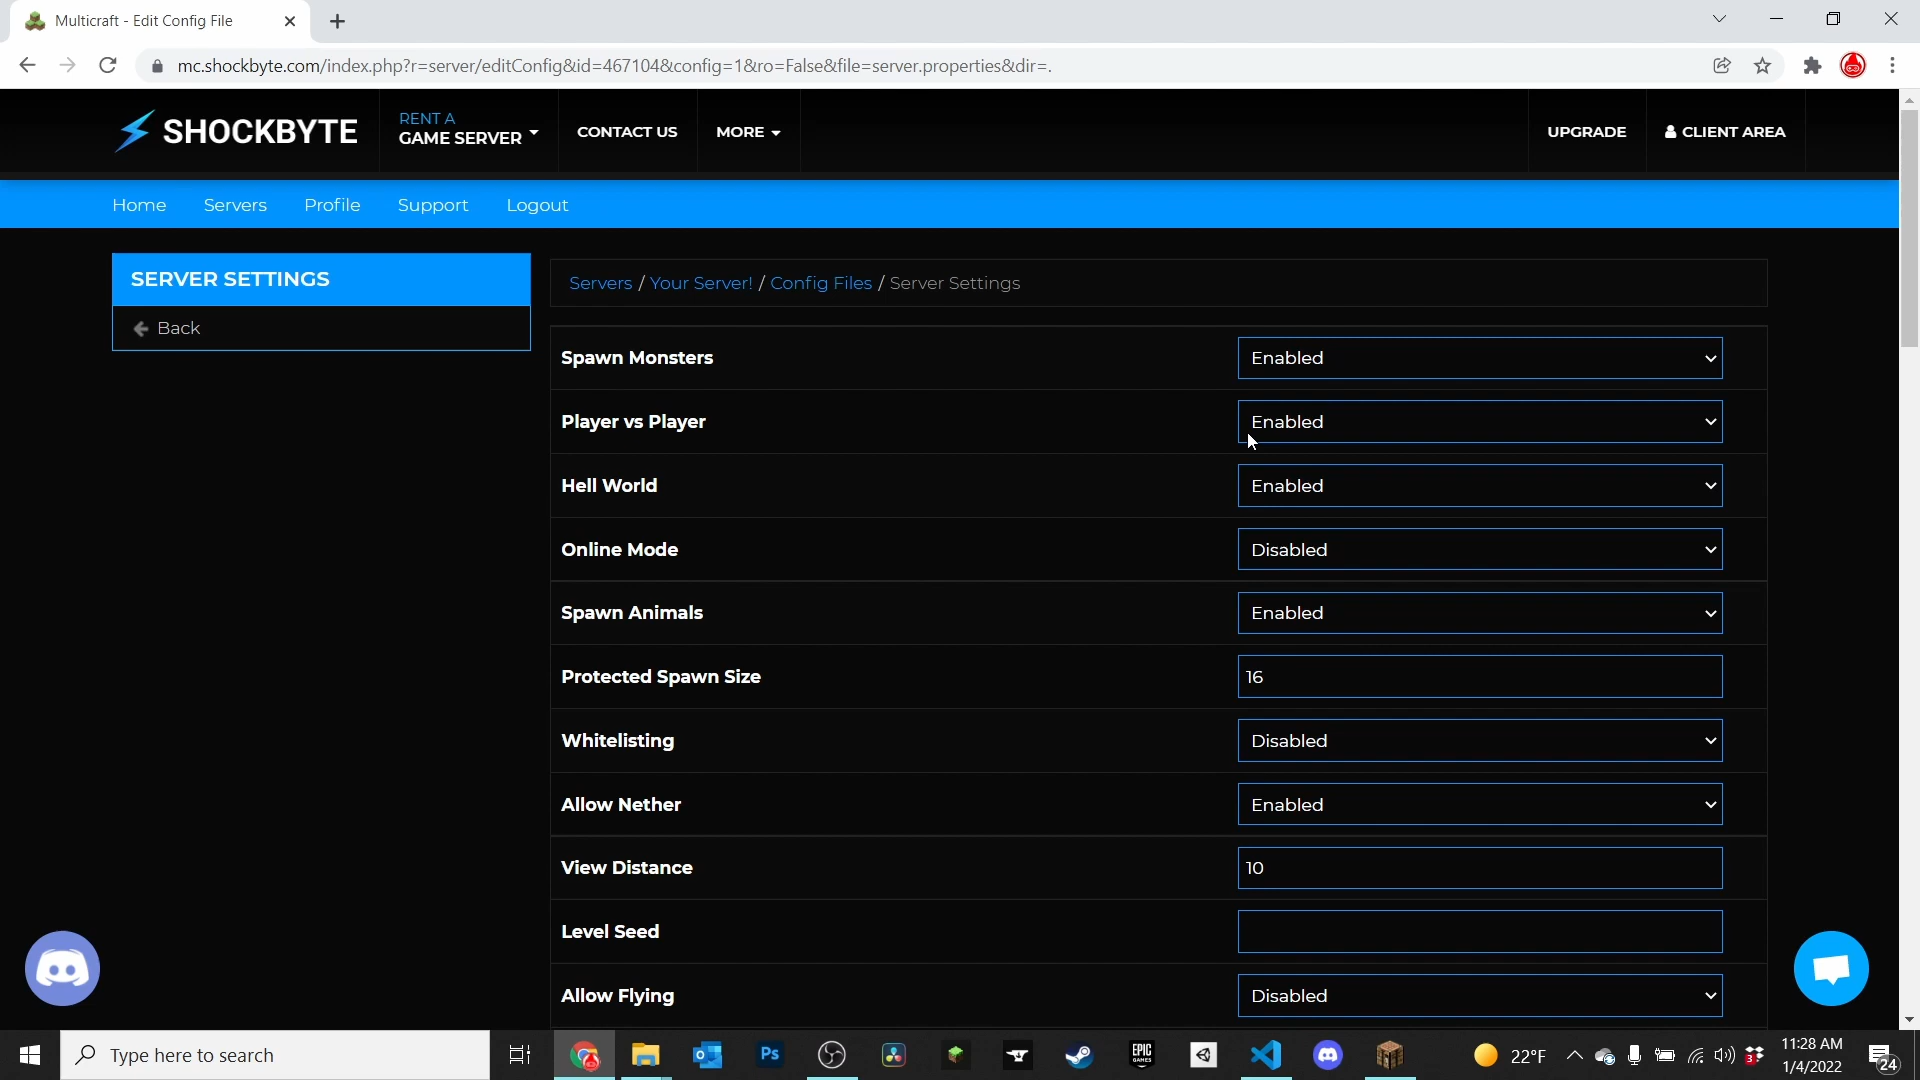 Multicraft - Edit Config File
mc.shockbyte.com/index.php?r=server/editConfig&id=467104&config=1&ro=False&file=server.properties&dir=.
SHOCKBYTE
RENT A
GAME SERVER
CONTACT US
MORE
UPGRADE
CLIENT AREA
Home
Servers
Profile
Support
Logout
SERVER SETTINGS
Back
Servers / Your Server! / Config Files / Server Settings
Spawn Monsters
Enabled
Player vs Player
Enabled
Hell World
Enabled
Online Mode
Disabled
Spawn Animals
Enabled
Protected Spawn Size
16
Whitelisting
Disabled
Allow Nether
Enabled
View Distance
10
Level Seed
Allow Flying
Disabled
Type here to search
Ps
EPIC
GAMES
22°F
3
11:28 AM
1/4/2022
24